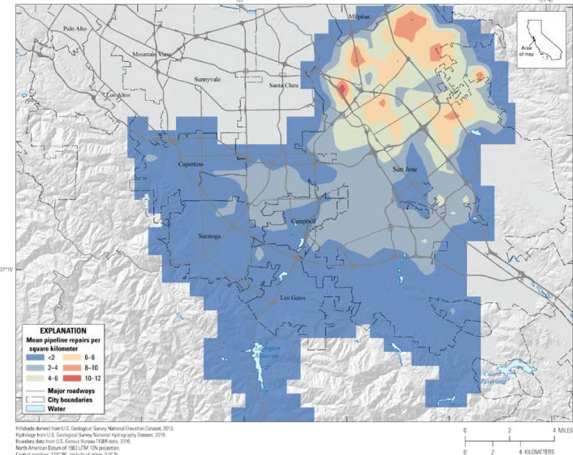 Milpitas
Palo Alto
Mountain View
Sunnyvale
Santa Clara
Los Altos
Area
of map
Cupertino
San Jose
Campbell
Saratoga
37°15'
Los Gatos
EXPLANATION
Mean pipeline repairs per
square kilometer
<2 6–8
2–4 8–10
4–6 10–12
Major roadways
City boundaries
Water
Hillshade derived from U.S. Geological Survey National Elevation Dataset, 2013.
Hydrology from U.S. Geological Survey National Hydrography Dataset, 2016.
Boundary data from U.S. Census Bureau TIGER data, 2016.
North American Datum of 1983 UTM 10N projection.
0 2 4 MILES
0 2 4 KILOMETERS